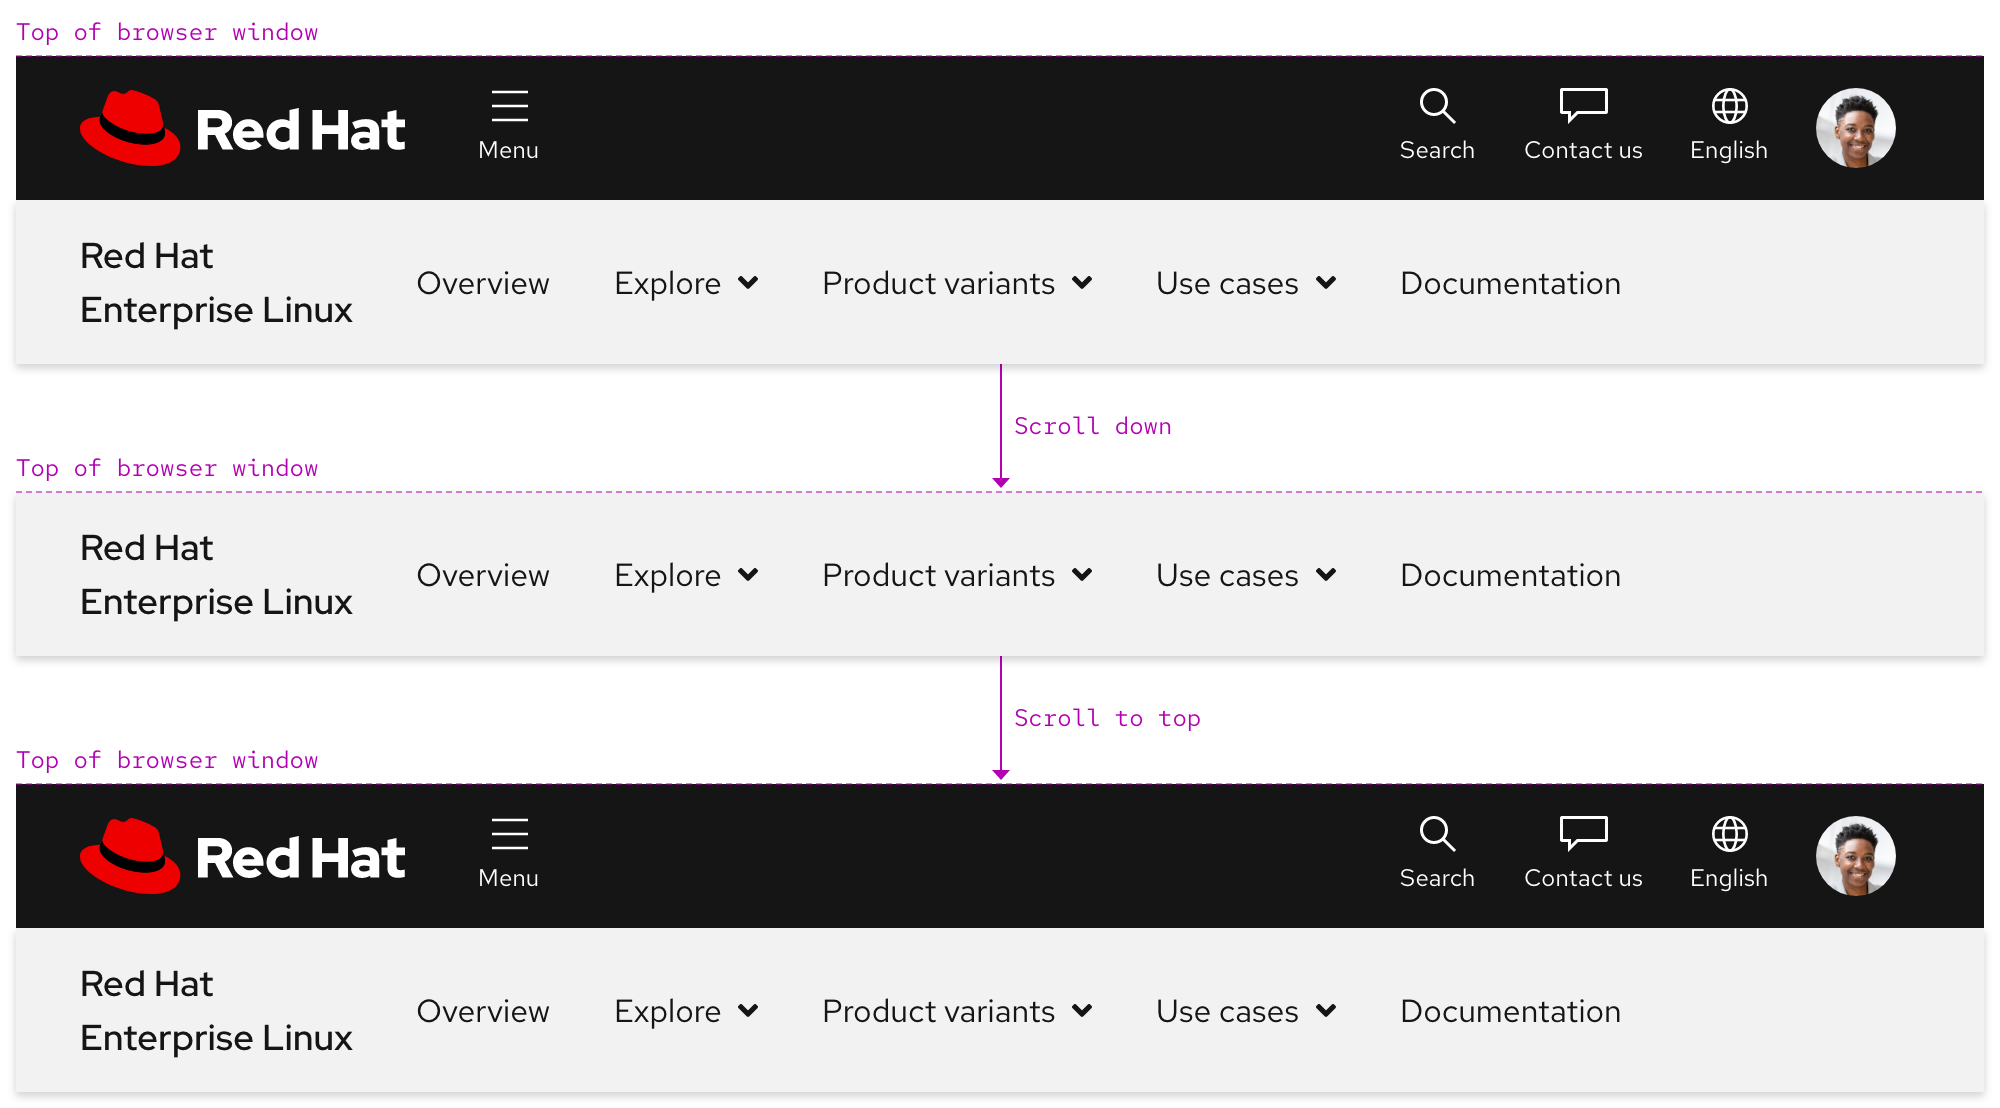 Top of browser window
Red Hat
Menu
Search
Contact us
English
Red Hat
Enterprise Linux
Overview
Explore
Product variants
Use cases
Documentation
Scroll down
Top of browser window
Red Hat
Enterprise Linux
Overview
Explore
Product variants
Use cases
Documentation
Scroll to top
Top of browser window
Red Hat
Menu
Search
Contact us
English
Red Hat
Enterprise Linux
Overview
Explore
Product variants
Use cases
Documentation